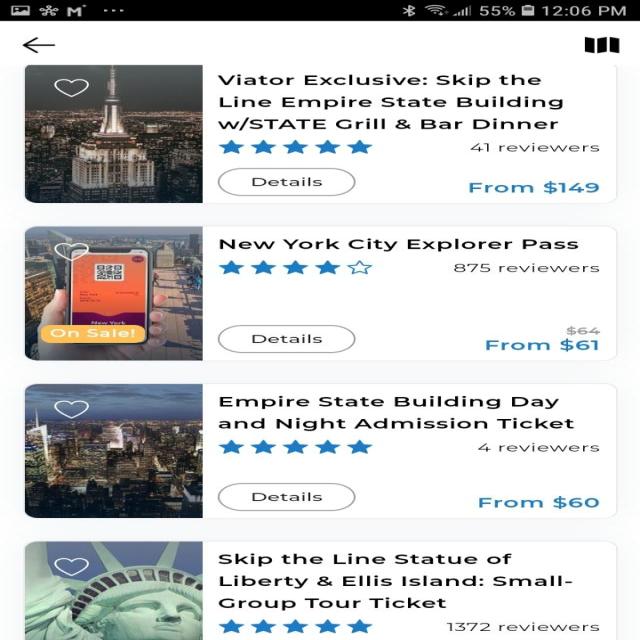 55% 12:06 PM
Viator Exclusive: Skip the
Line Empire State Building
w/STATE Grill & Bar Dinner
41 reviewers
Details
From $149
New York City Explorer Pass
875 reviewers
New York
On Sale!
Details
$64
From $61
Empire State Building Day
and Night Admission Ticket
4 reviewers
Details
From $60
Skip the Line Statue of
Liberty & Ellis Island: Small-
Group Tour Ticket
1372 reviewers